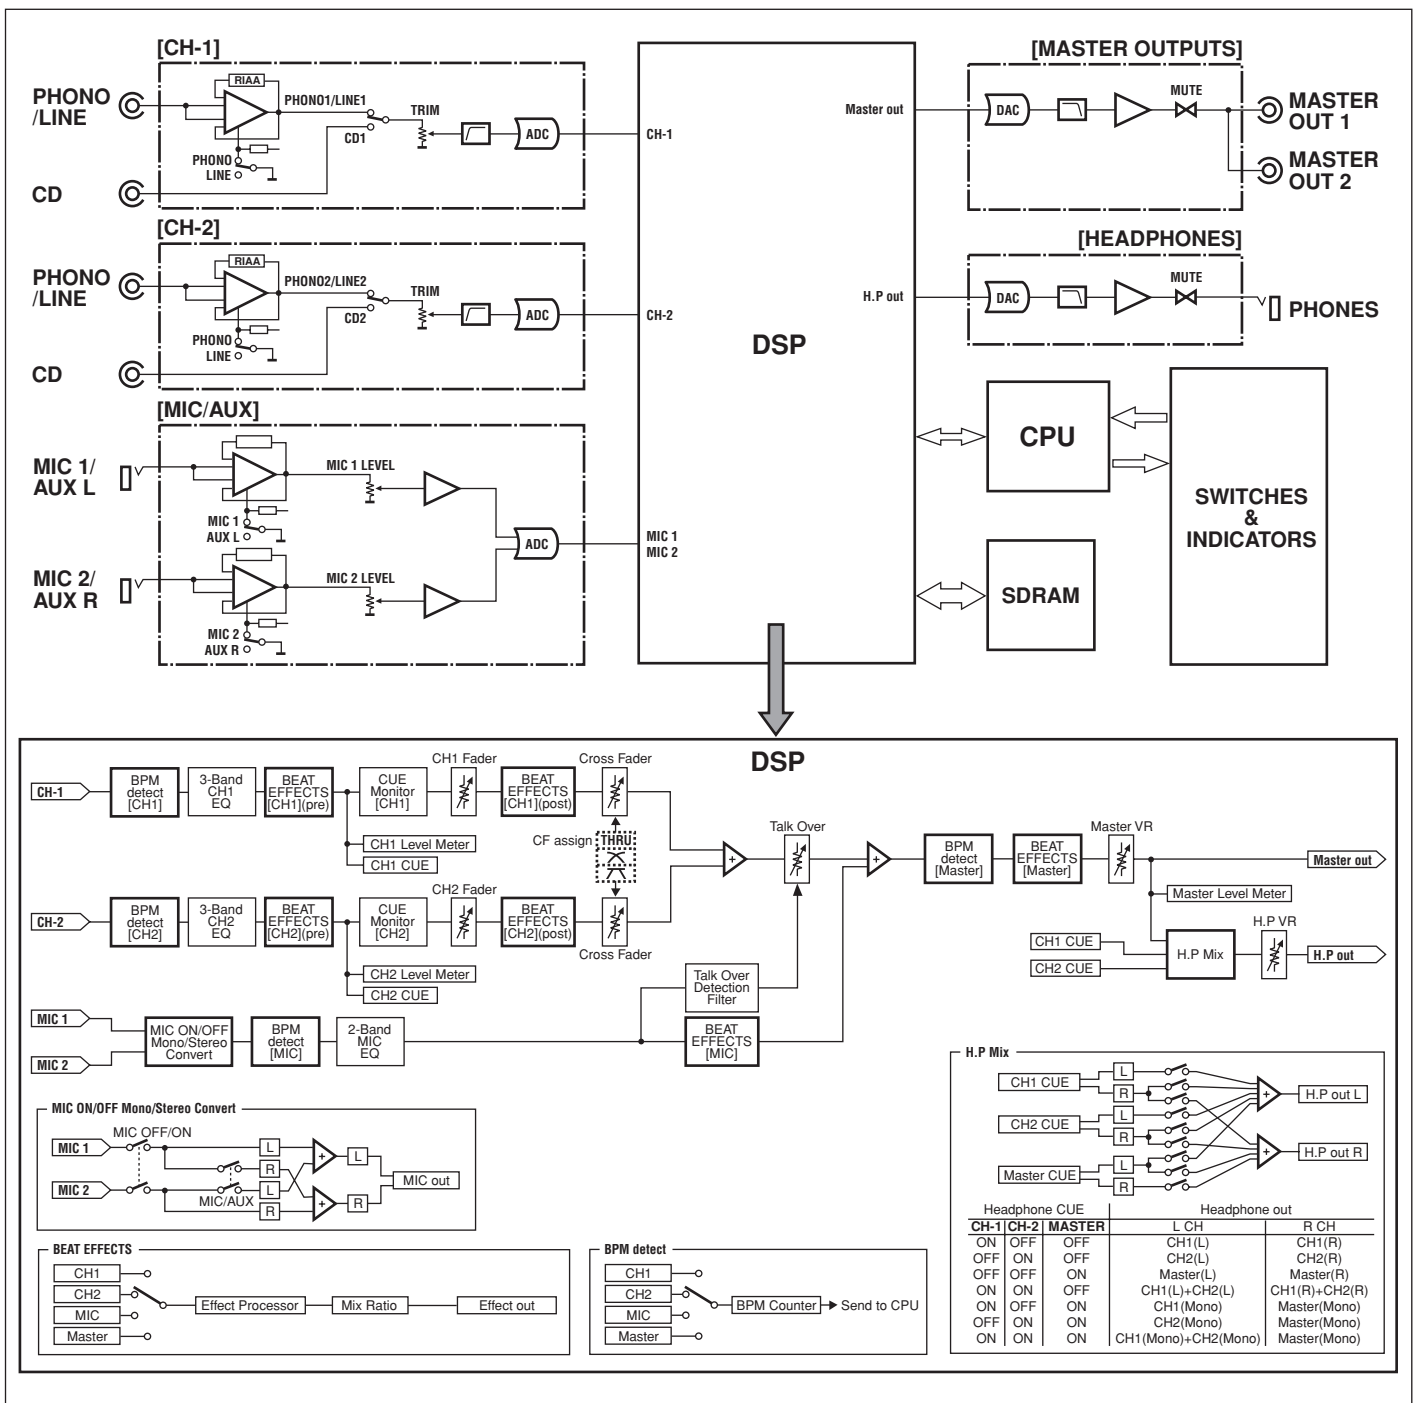 [CH-1]
PHONO
/LINE
RIAA
PHONO1/LINE1
TRIM
CD1
ADC
CH-1
PHONO
LINE
CD
[CH-2]
PHONO
/LINE
RIAA
PHONO2/LINE2
TRIM
CD2
ADC
CH-2
PHONO
LINE
CD
[MIC/AUX]
MIC 1/
AUX L
MIC 1 LEVEL
MIC 1
AUX L
ADC
MIC 1
MIC 2
MIC 2/
AUX R
MIC 2 LEVEL
MIC 2
AUX R
DSP
Master out
H.P out
[MASTER OUTPUTS]
DAC
MUTE
MASTER
OUT 1
MASTER
OUT 2
[HEADPHONES]
DAC
MUTE
PHONES
CPU
SDRAM
SWITCHES
&
INDICATORS
DSP
CH-1
BPM
detect
[CH1]
3-Band
CH1
EQ
BEAT
EFFECTS
[CH1](pre)
CUE
Monitor
[CH1]
CH1 Fader
BEAT
EFFECTS
[CH1](post)
Cross Fader
CH1 Level Meter
CH1 CUE
CF assign
THRU
CH-2
BPM
detect
[CH2]
3-Band
CH2
EQ
BEAT
EFFECTS
[CH2](pre)
CUE
Monitor
[CH2]
CH2 Fader
BEAT
EFFECTS
[CH2](post)
Cross Fader
CH2 Level Meter
CH2 CUE
+
Talk Over
+
BPM
detect
[Master]
BEAT
EFFECTS
[Master]
Master VR
Master out
Master Level Meter
CH1 CUE
CH2 CUE
H.P Mix
H.P VR
H.P out
Talk Over
Detection
Filter
MIC 1
MIC 2
MIC ON/OFF
Mono/Stereo
Convert
BPM
detect
[MIC]
2-Band
MIC
EQ
BEAT
EFFECTS
[MIC]
MIC ON/OFF Mono/Stereo Convert
MIC OFF/ON
MIC 1
MIC 2
MIC/AUX
L
R
L
R
+
+
L
R
MIC out
H.P Mix
CH1 CUE
L
R
CH2 CUE
L
R
Master CUE
L
R
+
+
H.P out L
H.P out R
Headphone CUE Headphone out
CH-1 CH-2 MASTER L CH R CH
ON OFF OFF CH1(L) CH1(R)
OFF ON OFF CH2(L) CH2(R)
OFF OFF ON Master(L) Master(R)
ON ON OFF CH1(L)+CH2(L) CH1(R)+CH2(R)
ON OFF ON CH1(Mono) Master(Mono)
OFF ON ON CH2(Mono) Master(Mono)
ON ON ON CH1(Mono)+CH2(Mono) Master(Mono)
BEAT EFFECTS
CH1
CH2
MIC
Master
Effect Processor
Mix Ratio
Effect out
BPM detect
CH1
CH2
MIC
Master
BPM Counter
Send to CPU